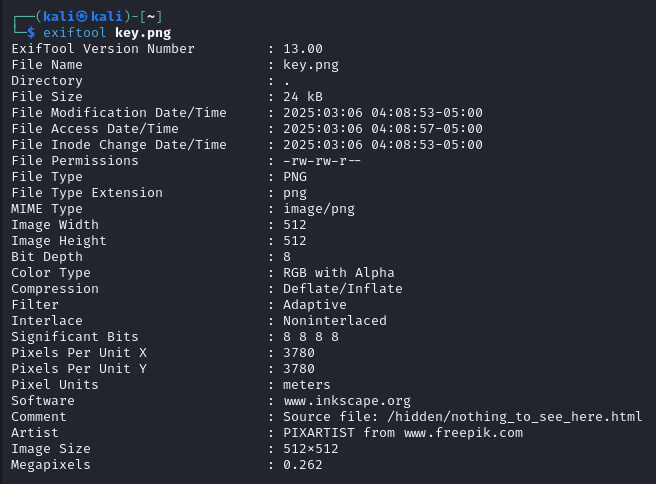 ┌──(kali㉿kali)-[~]
└─$ exiftool key.png
ExifTool Version Number         : 13.00
File Name                       : key.png
Directory                       : .
File Size                       : 24 kB
File Modification Date/Time     : 2025:03:06 04:08:53-05:00
File Access Date/Time           : 2025:03:06 04:08:57-05:00
File Inode Change Date/Time     : 2025:03:06 04:08:53-05:00
File Permissions                : -rw-rw-r--
File Type                       : PNG
File Type Extension             : png
MIME Type                       : image/png
Image Width                     : 512
Image Height                    : 512
Bit Depth                       : 8
Color Type                      : RGB with Alpha
Compression                     : Deflate/Inflate
Filter                          : Adaptive
Interlace                       : Noninterlaced
Significant Bits                : 8 8 8 8
Pixels Per Unit X               : 3780
Pixels Per Unit Y               : 3780
Pixel Units                     : meters
Software                        : www.inkscape.org
Comment                         : Source file: /hidden/nothing_to_see_here.html
Artist                          : PIXARTIST from www.freepik.com
Image Size                      : 512×512
Megapixels                      : 0.262